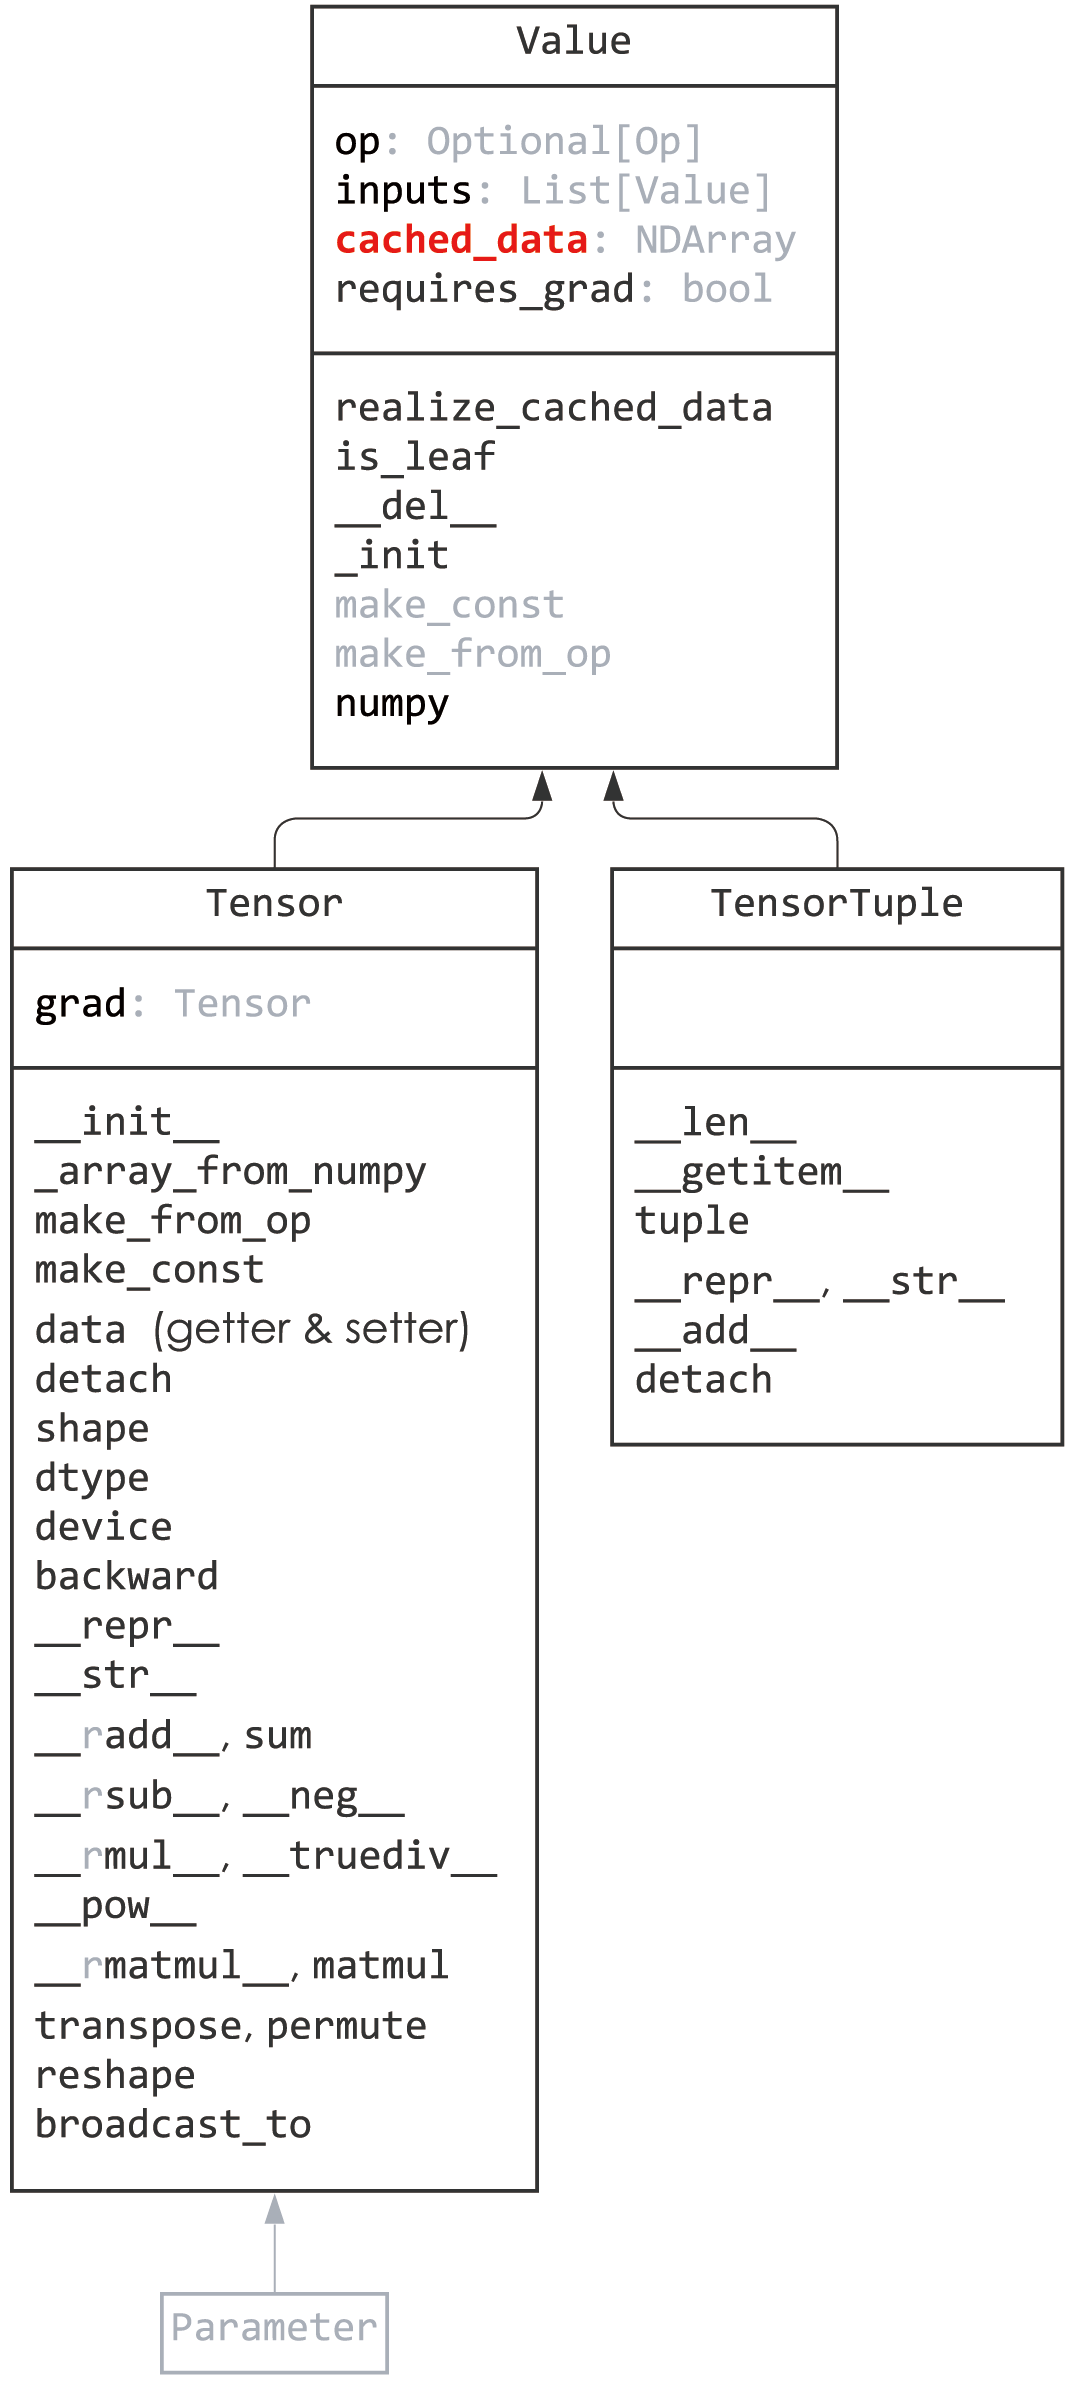 Value
op: Optional[Op]
inputs: List[Value]
cached_data: NDArray
requires_grad: bool
realize_cached_data
is_leaf
__del__
_init
make_const
make_from_op
numpy
Tensor
grad: Tensor
__init__
_array_from_numpy
make_from_op
make_const
data (getter & setter)
detach
shape
dtype
device
backward
__repr__
__str__
__radd__, sum
__rsub__, __neg__
__rmul__, __truediv__
__pow__
__rmatmul__, matmul
transpose, permute
reshape
broadcast_to
TensorTuple
__len__
__getitem__
tuple
__repr__, __str__
__add__
detach
Parameter